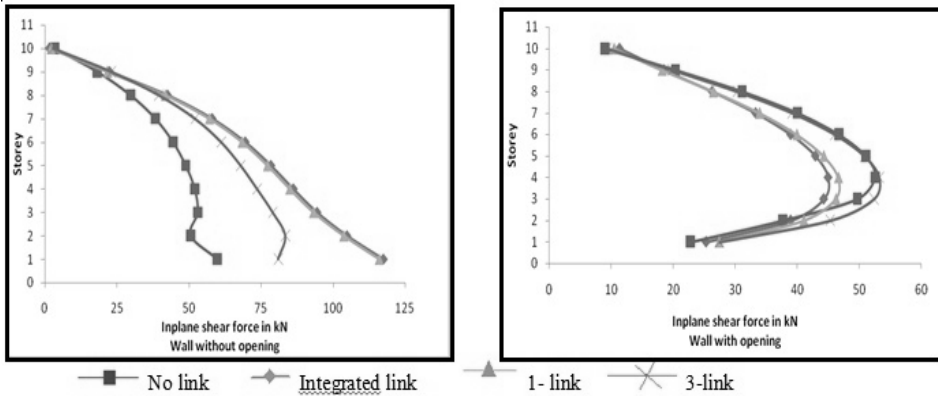 11
10
9
8
7
6
5
4
3
2
1
0
Storey
0 25 50 75 100 125
Inplane shear force in kN
Wall without opening
11
10
9
8
7
6
5
4
3
2
1
0
Storey
0 10 20 30 40 50 60
Inplane shear force in kN
Wall with opening
No link Integrated link 1- link 3-link